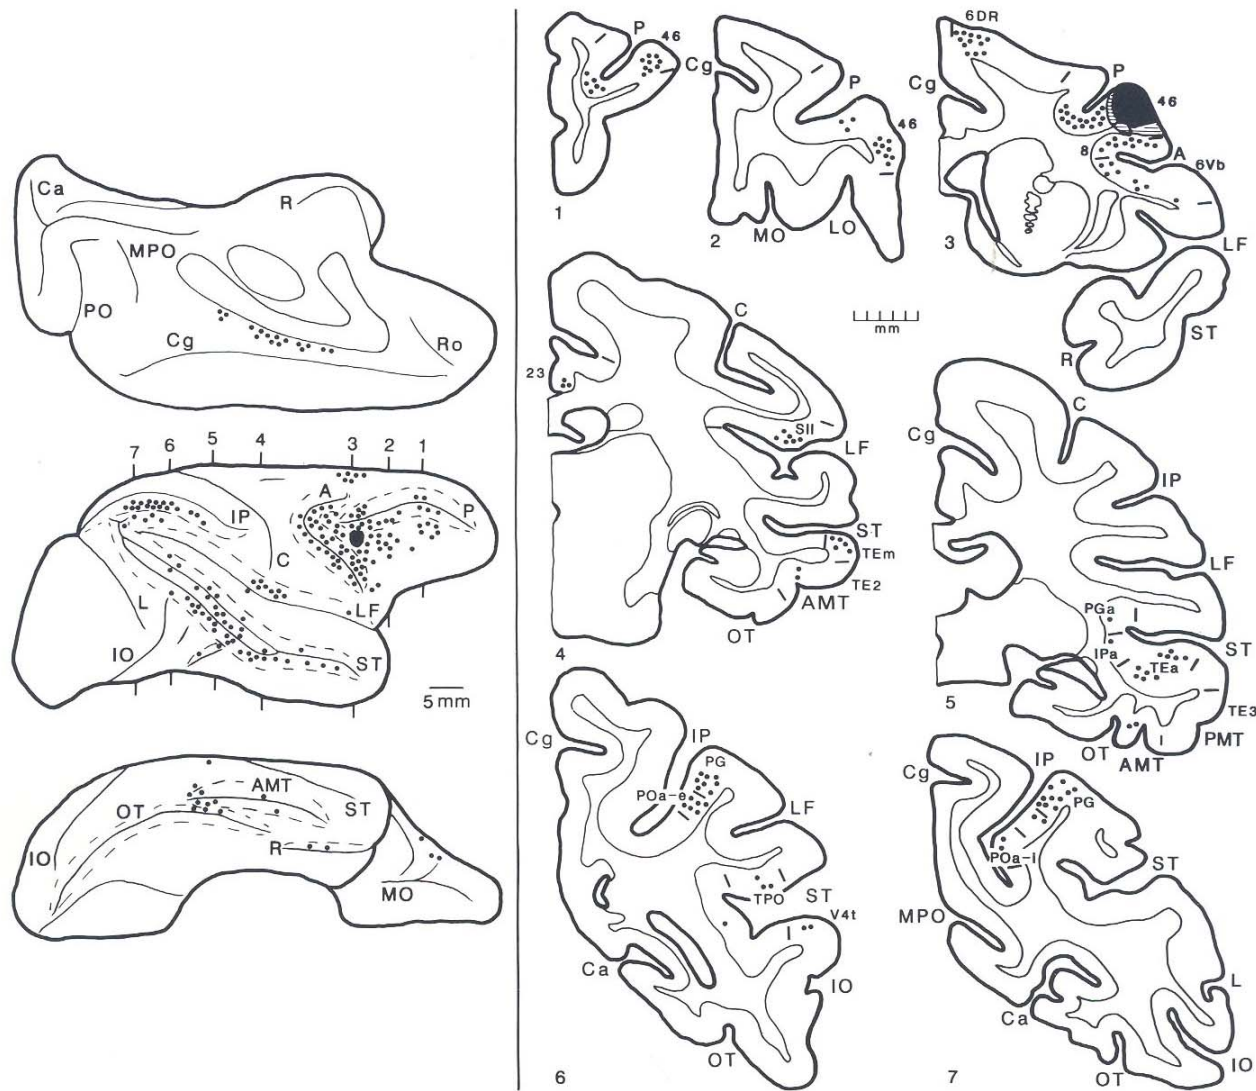 Ca
R
MPO
PO
Cg
Ro
7 6 5 4 3 2 1
A
IP
P
C
L
LF
IO
ST
5mm
AMT
OT
ST
IO
R
MO
P
46
1
Cg
P
46
2
MO
LO
6DR
Cg
P
46
8
A
6Vb
3
LF
mm
R
ST
C
23
SII
LF
ST
TEm
TE2
AMT
OT
4
Cg
C
IP
LF
PGa
I
ST
IPa
TEa
5
TE3
OT
AMT
PMT
Cg
IP
PG
POa-e
LF
TPO
ST
V4t
Ca
IO
OT
6
Cg
IP
PG
POa-i
ST
MPO
L
Ca
IO
OT
7